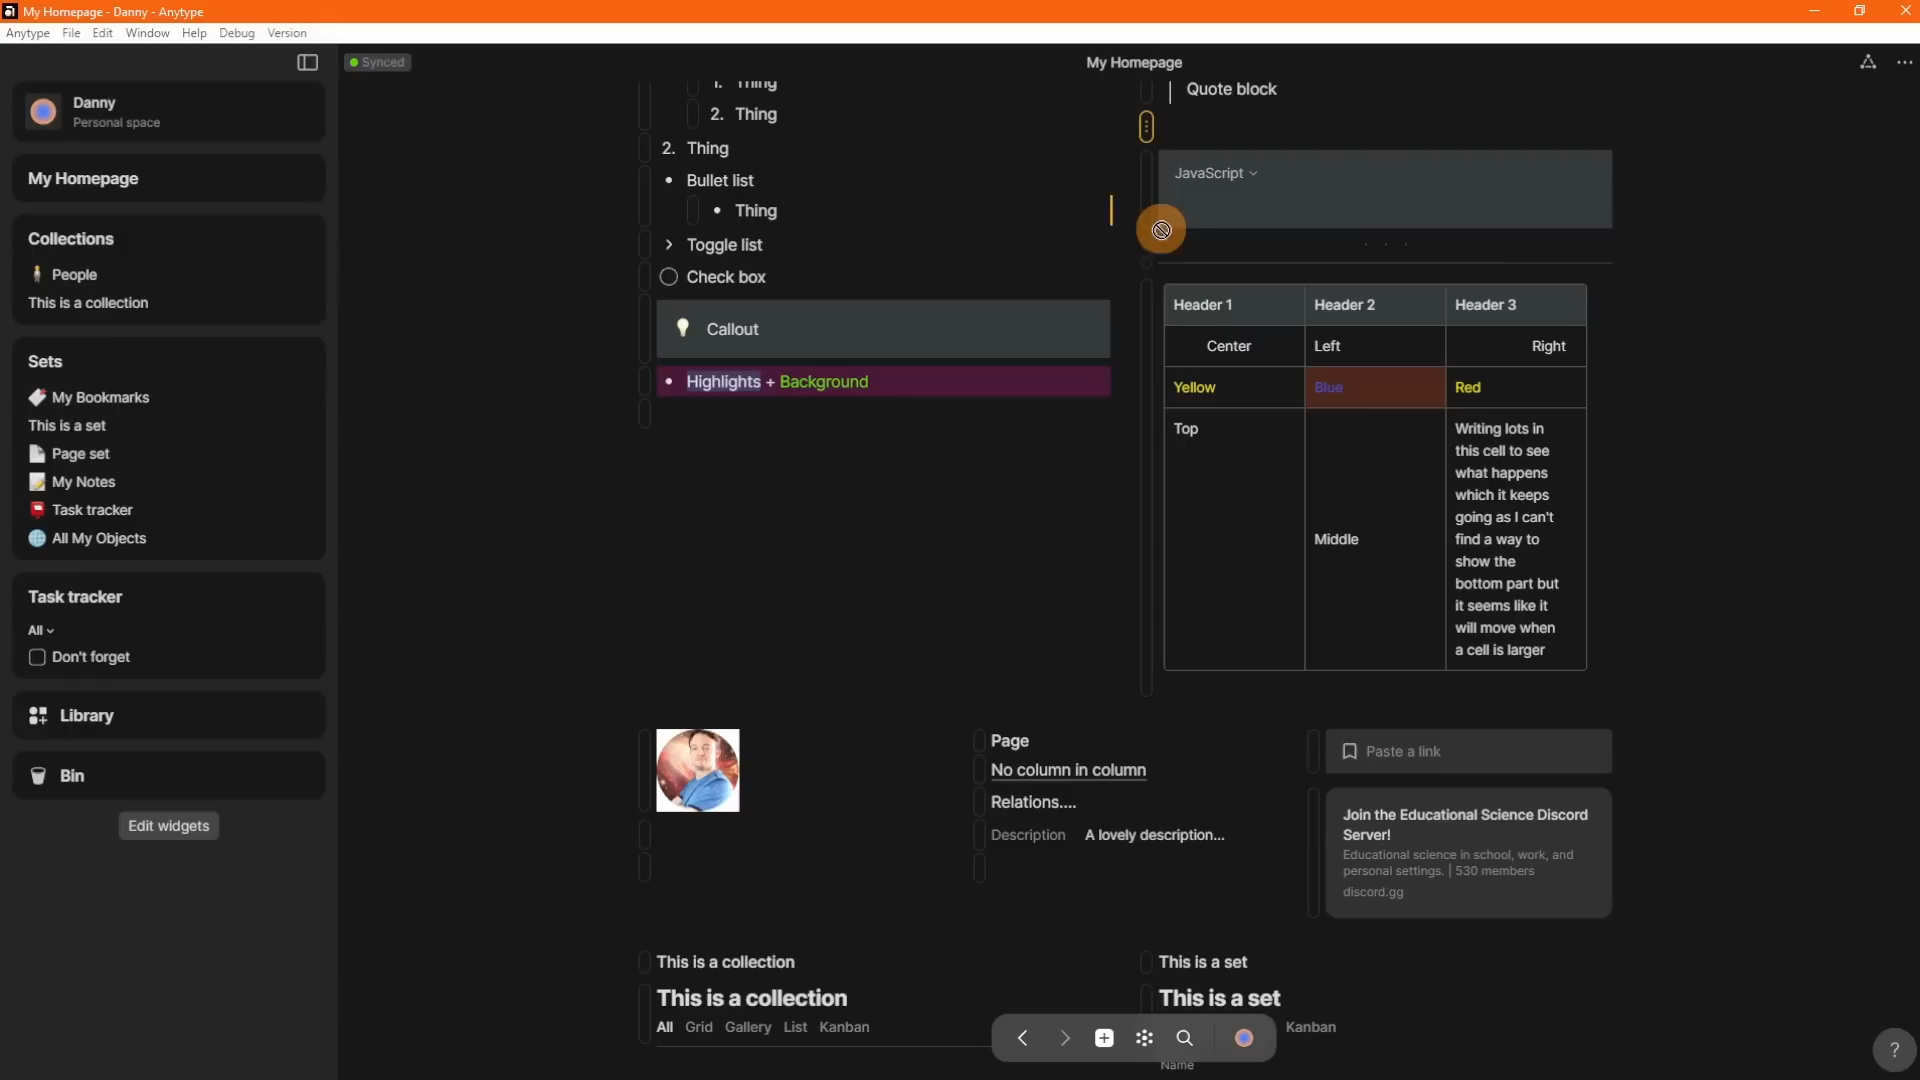 My Homepage - Danny - Anytype
Anytype File Edit Window Help Debug Version
Synced
My Homepage
Danny
Personal space
My Homepage
Collections
People
This is a collection
Sets
My Bookmarks
This is a set
Page set
My Notes
Task tracker
All My Objects
Task tracker
All
Don't forget
Library
Bin
Edit widgets
1. Thing
2. Thing
2. Thing
• Bullet list
• Thing
Toggle list
Check box
Callout
• Highlights + Background
Quote block
JavaScript
Header 1 Header 2 Header 3
Center Left Right
Yellow Blue Red
Top
Middle
Writing lots in
this cell to see
what happens
which it keeps
going as I can't
find a way to
show the
bottom part but
it seems like it
will move when
a cell is larger
Page
No column in column
Relations....
Description A lovely description...
Paste a link
Join the Educational Science Discord
Server!
Educational science in school, work, and
personal settings. | 530 members
discord.gg
This is a collection
This is a collection
All Grid Gallery List Kanban
This is a set
This is a set
Kanban
Name
?